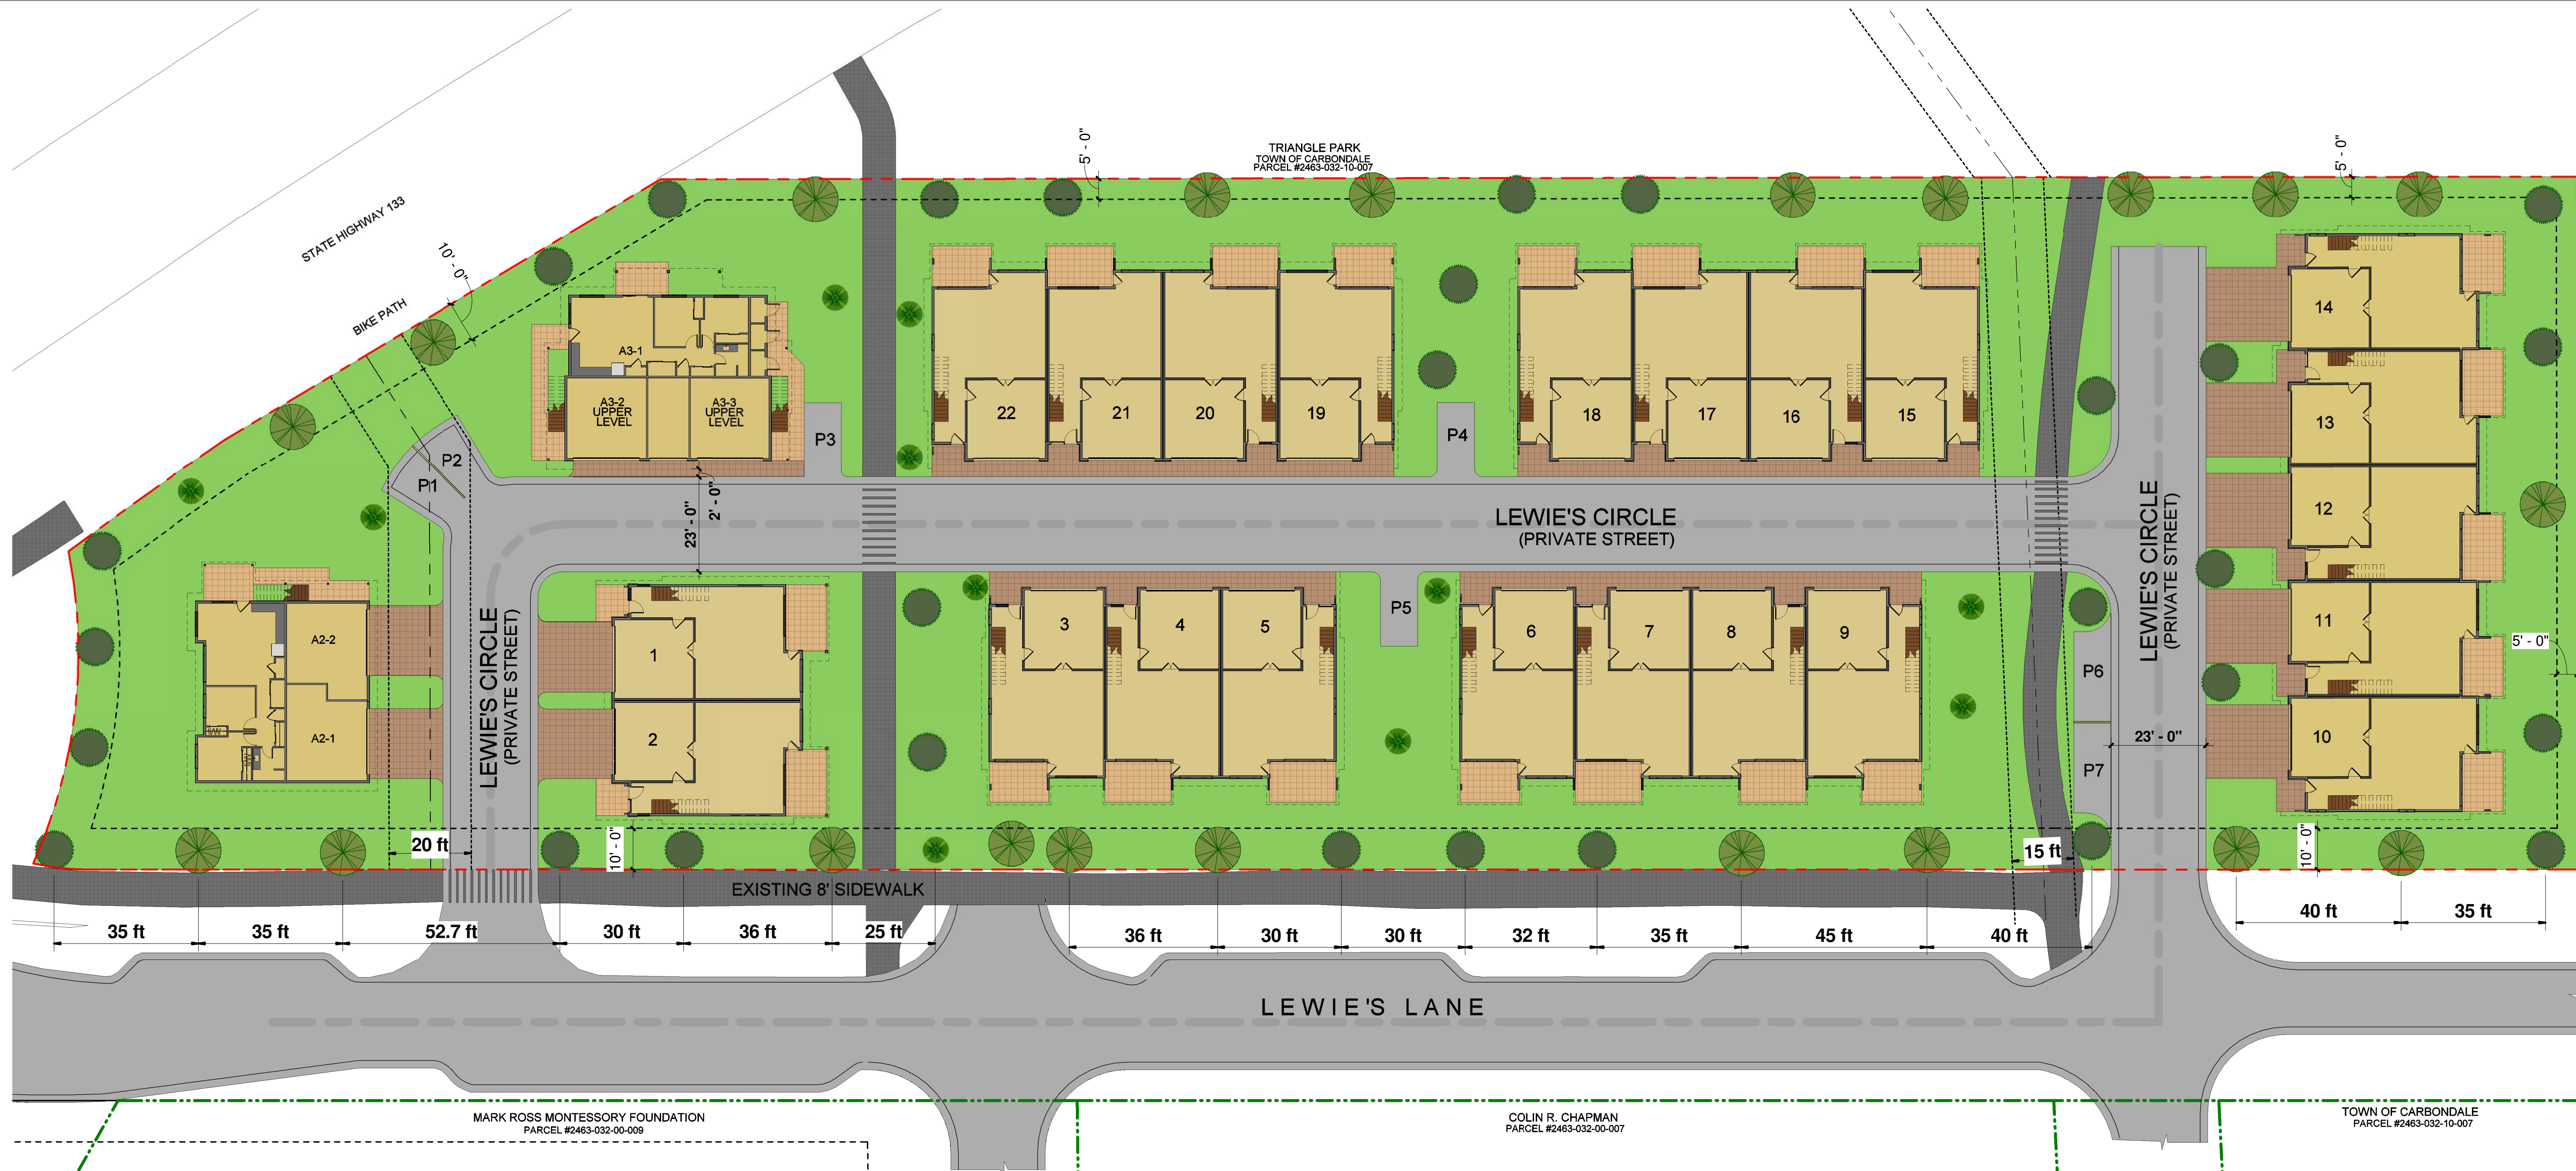 TRIANGLE PARK
TOWN OF CARBONDALE
PARCEL #2463-032-10-007
5' - 0"
5' - 0"
STATE HIGHWAY 133
10' - 0"
BIKE PATH
A3-1
A3-2
UPPER
LEVEL
A3-3
UPPER
LEVEL
P3
22
21
20
19
P4
18
17
16
15
14
13
12
11
10
P2
P1
23' - 0"
2' - 0"
LEWIE'S CIRCLE
(PRIVATE STREET)
LEWIE'S CIRCLE
(PRIVATE STREET)
LEWIE'S CIRCLE
(PRIVATE STREET)
A2-2
A2-1
1
2
3
4
5
P5
6
7
8
9
P6
P7
23' - 0"
5' - 0"
20 ft
10' - 0"
15 ft
10' - 0"
EXISTING 8' SIDEWALK
35 ft
35 ft
52.7 ft
30 ft
36 ft
25 ft
36 ft
30 ft
30 ft
32 ft
35 ft
45 ft
40 ft
40 ft
35 ft
LEWIE'S LANE
MARK ROSS MONTESSORY FOUNDATION
PARCEL #2463-032-00-009
COLIN R. CHAPMAN
PARCEL #2463-032-00-007
TOWN OF CARBONDALE
PARCEL #2463-032-10-007